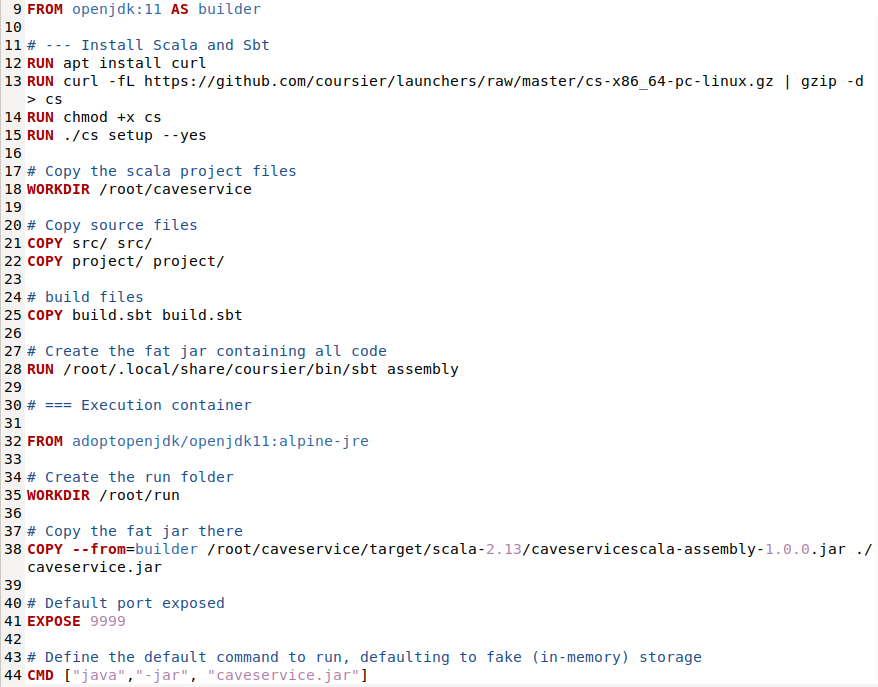 9 FROM openjdk:11 AS builder
10
11 # --- Install Scala and Sbt
12 RUN apt install curl
13 RUN curl -fL https://github.com/coursier/launchers/raw/master/cs-x86_64-pc-linux.gz | gzip -d
> cs
14 RUN chmod +x cs
15 RUN ./cs setup --yes
16
17 # Copy the scala project files
18 WORKDIR /root/caveservice
19
20 # Copy source files
21 COPY src/ src/
22 COPY project/ project/
23
24 # build files
25 COPY build.sbt build.sbt
26
27 # Create the fat jar containing all code
28 RUN /root/.local/share/coursier/bin/sbt assembly
29
30 # === Execution container
31
32 FROM adoptopenjdk/openjdk11:alpine-jre
33
34 # Create the run folder
35 WORKDIR /root/run
36
37 # Copy the fat jar there
38 COPY --from=builder /root/caveservice/target/scala-2.13/caveservicescala-assembly-1.0.0.jar ./
caveservice.jar
39
40 # Default port exposed
41 EXPOSE 9999
42
43 # Define the default command to run, defaulting to fake (in-memory) storage
44 CMD ["java","-jar", "caveservice.jar"]